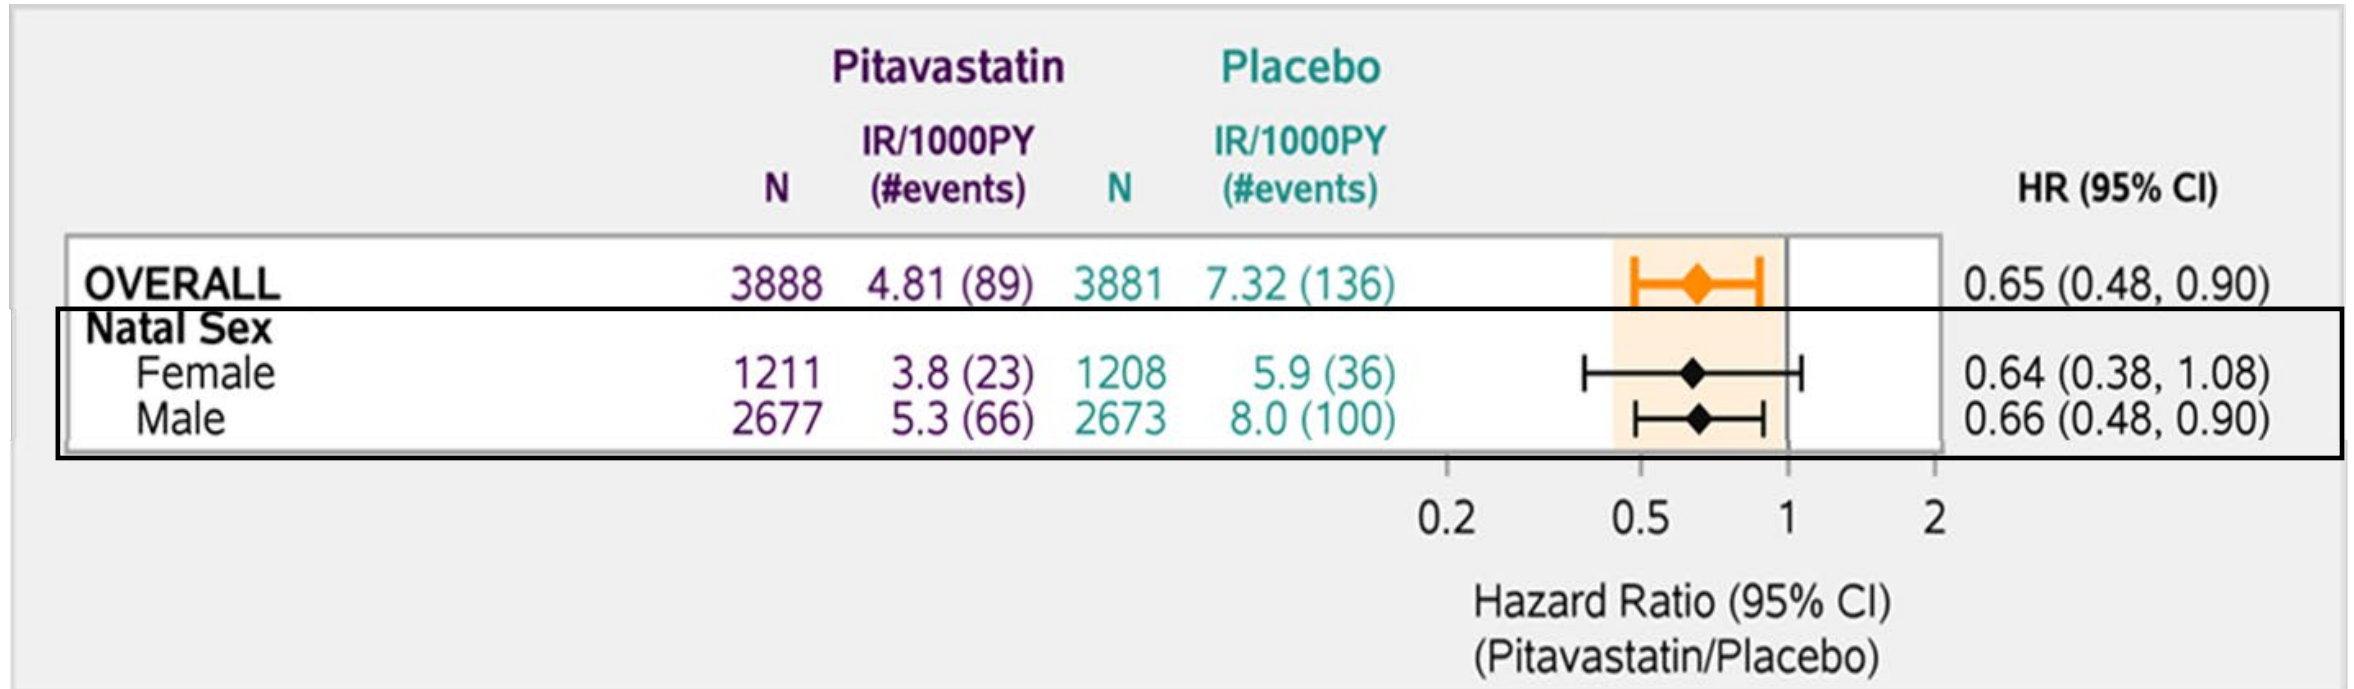 Pitavastatin Placebo
IR/1000PY IR/1000PY
N (#events) N (#events) HR (95% CI)
OVERALL 3888 4.81 (89) 3881 7.32 (136) 0.65 (0.48, 0.90)
Natal Sex
Female 1211 3.8 (23) 1208 5.9 (36) 0.64 (0.38, 1.08)
Male 2677 5.3 (66) 2673 8.0 (100) 0.66 (0.48, 0.90)
0.2 0.5 1 2
Hazard Ratio (95% CI)
(Pitavastatin/Placebo)